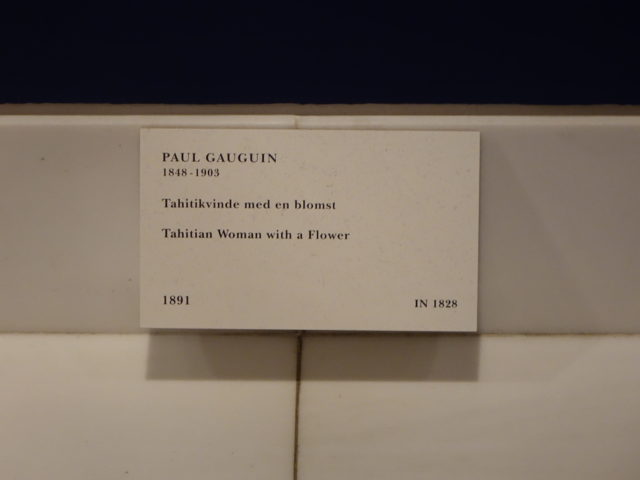 PAUL GAUGUIN
1848-1903
Tahitikvinde med en blomst
Tahitian Woman with a Flower
1891
IN 1828